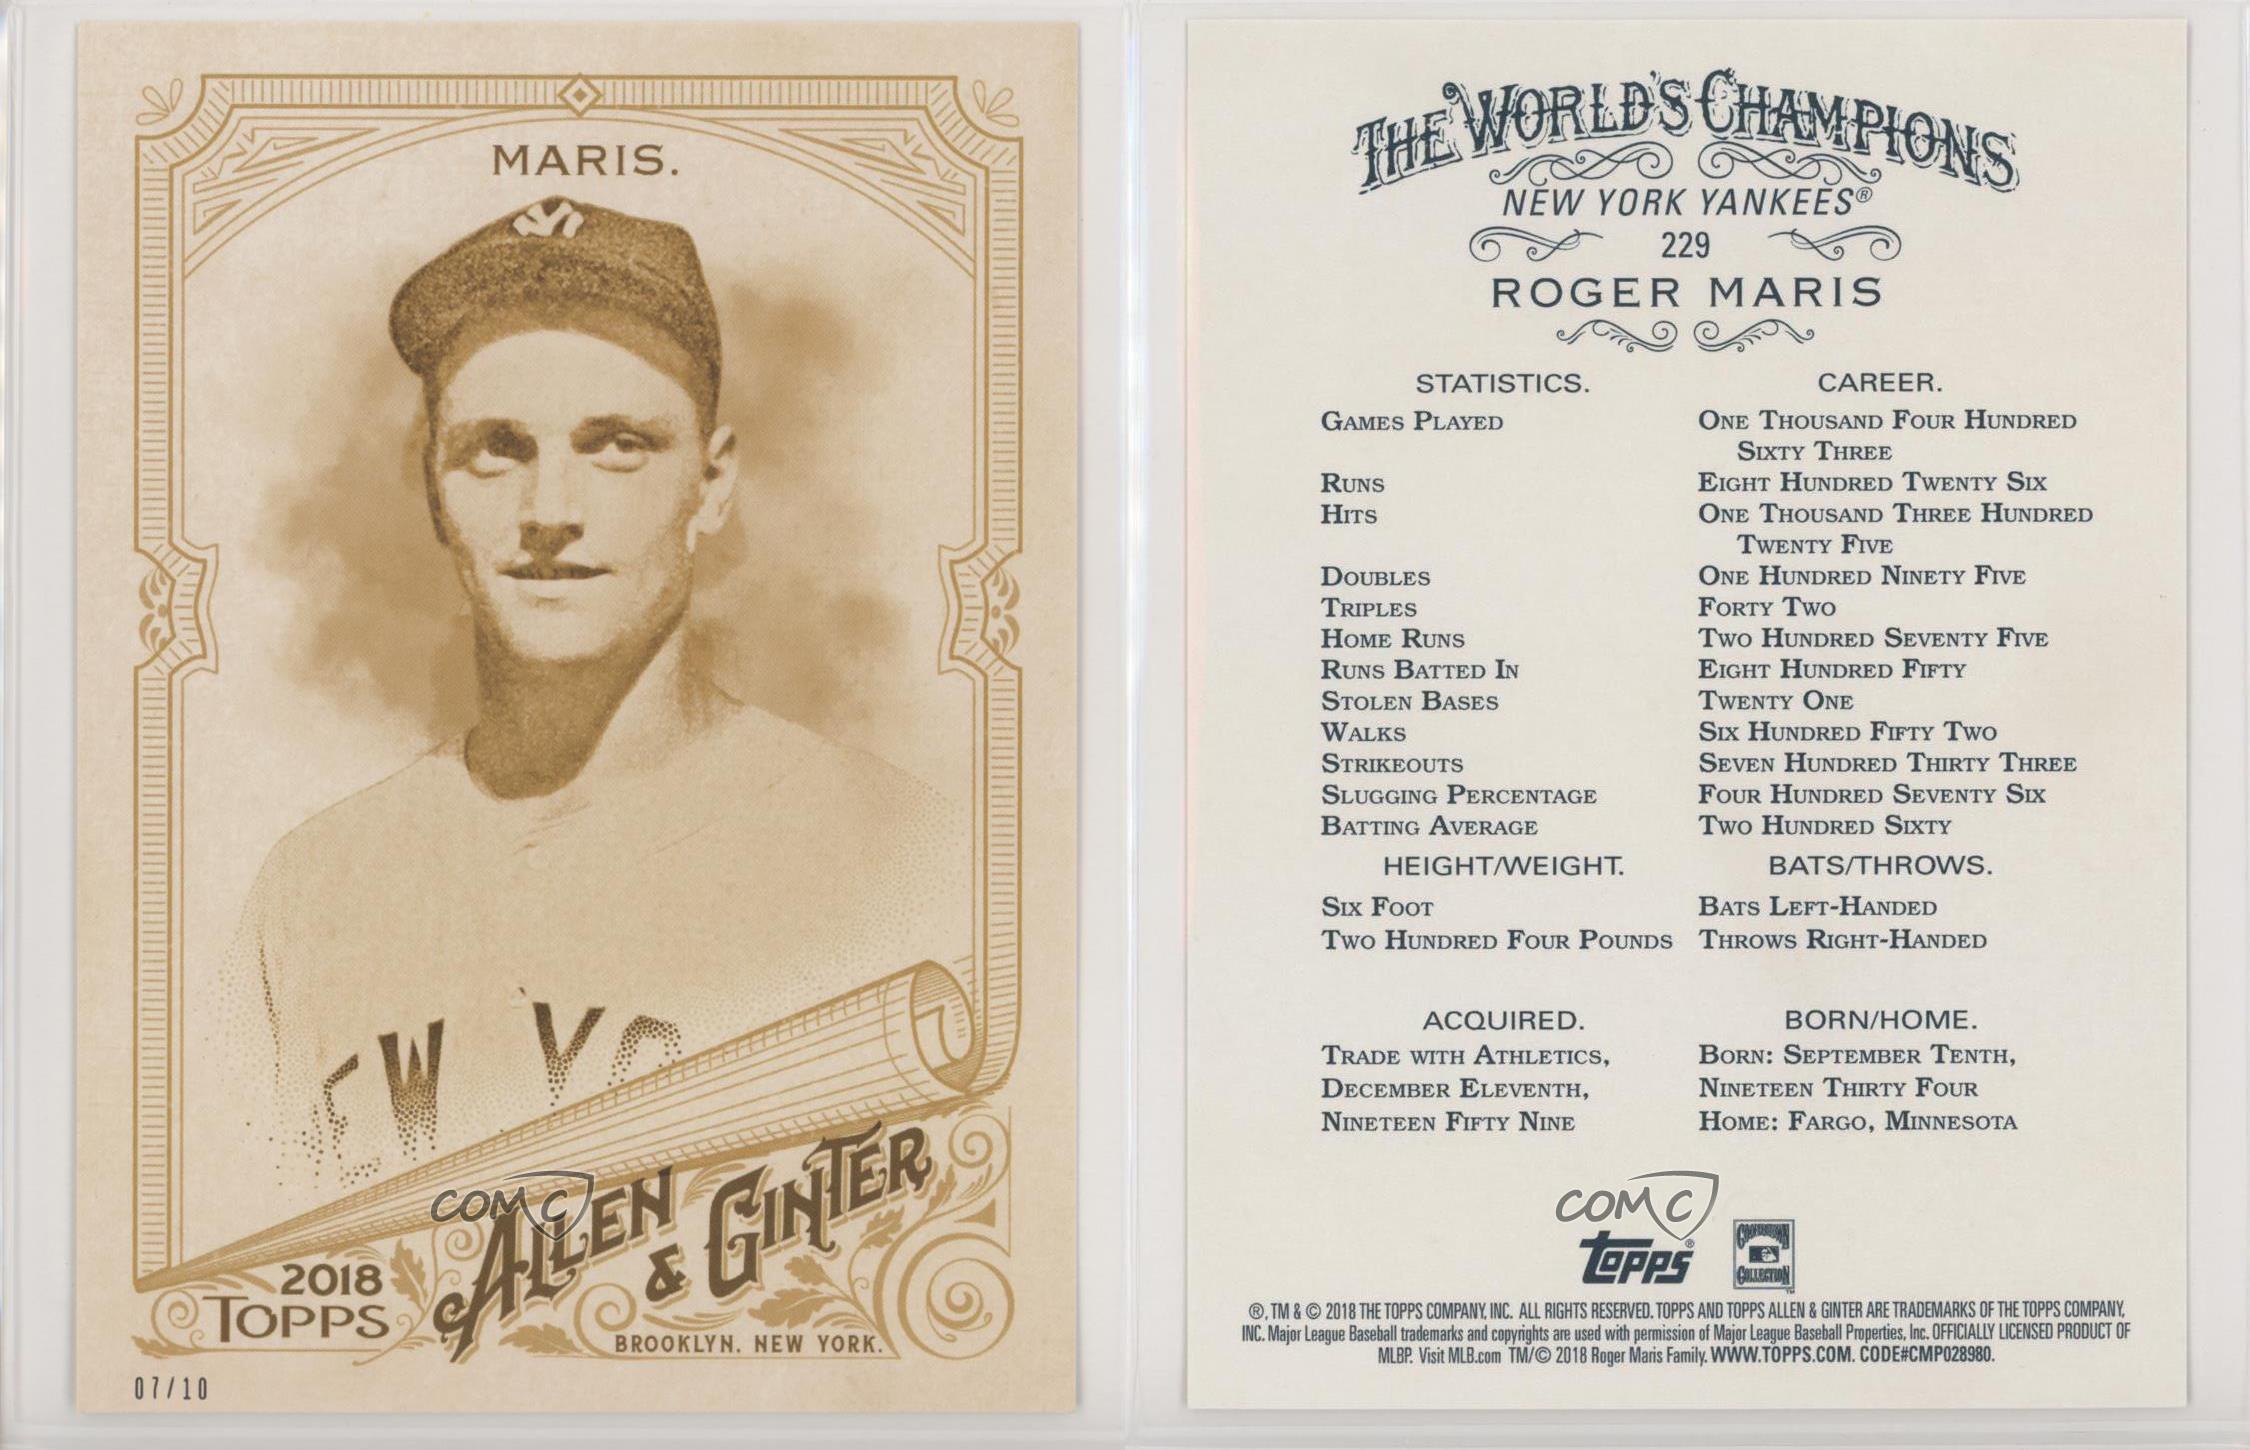 MARIS.
NY
EW YO
ALLEN
& GINTER
2018
TOPPS
BROOKLYN. NEW YORK.
07/10
COMC
THE WORLD'S CHAMPIONS
NEW YORK YANKEES®
229
ROGER MARIS
STATISTICS. CAREER.
GAMES PLAYED ONE THOUSAND FOUR HUNDRED
SIXTY THREE
RUNS EIGHT HUNDRED TWENTY SIX
HITS ONE THOUSAND THREE HUNDRED
TWENTY FIVE
DOUBLES ONE HUNDRED NINETY FIVE
TRIPLES FORTY TWO
HOME RUNS TWO HUNDRED SEVENTY FIVE
RUNS BATTED IN EIGHT HUNDRED FIFTY
STOLEN BASES TWENTY ONE
WALKS SIX HUNDRED FIFTY TWO
STRIKEOUTS SEVEN HUNDRED THIRTY THREE
SLUGGING PERCENTAGE FOUR HUNDRED SEVENTY SIX
BATTING AVERAGE TWO HUNDRED SIXTY
HEIGHT/WEIGHT. BATS/THROWS.
SIX FOOT BATS LEFT-HANDED
TWO HUNDRED FOUR POUNDS THROWS RIGHT-HANDED
ACQUIRED. BORN/HOME.
TRADE WITH ATHLETICS, BORN: SEPTEMBER TENTH,
DECEMBER ELEVENTH, NINETEEN THIRTY FOUR
NINETEEN FIFTY NINE HOME: FARGO, MINNESOTA
COMC
TOPPS® COOPERSTOWN COLLECTION™
®, TM & © 2018 THE TOPPS COMPANY, INC. ALL RIGHTS RESERVED. TOPPS AND TOPPS ALLEN & GINTER ARE TRADEMARKS OF THE TOPPS COMPANY,
INC. Major League Baseball trademarks and copyrights are used with permission of Major League Baseball Properties, Inc. OFFICIALLY LICENSED PRODUCT OF
MLBP. Visit MLB.com TM/© 2018 Roger Maris Family. WWW.TOPPS.COM. CODE#CMP028980.